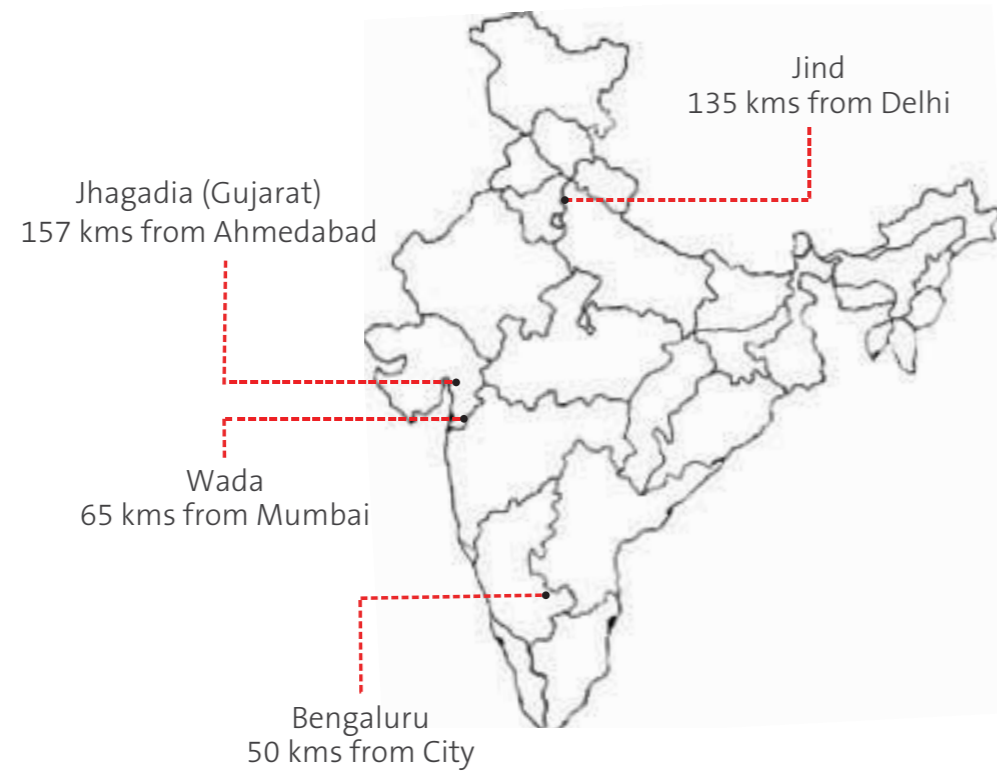 Jind
135 kms from Delhi
Jhagadia (Gujarat)
157 kms from Ahmedabad
Wada
65 kms from Mumbai
Bengaluru
50 kms from City